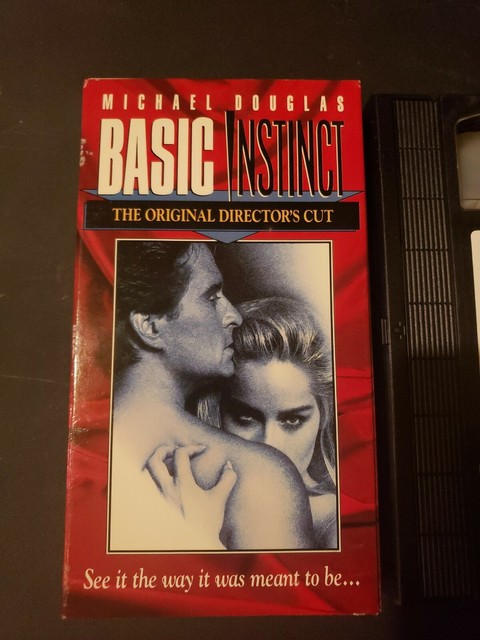 MICHAEL DOUGLAS
BASIC INSTINCT
THE ORIGINAL DIRECTOR'S CUT
See it the way it was meant to be...